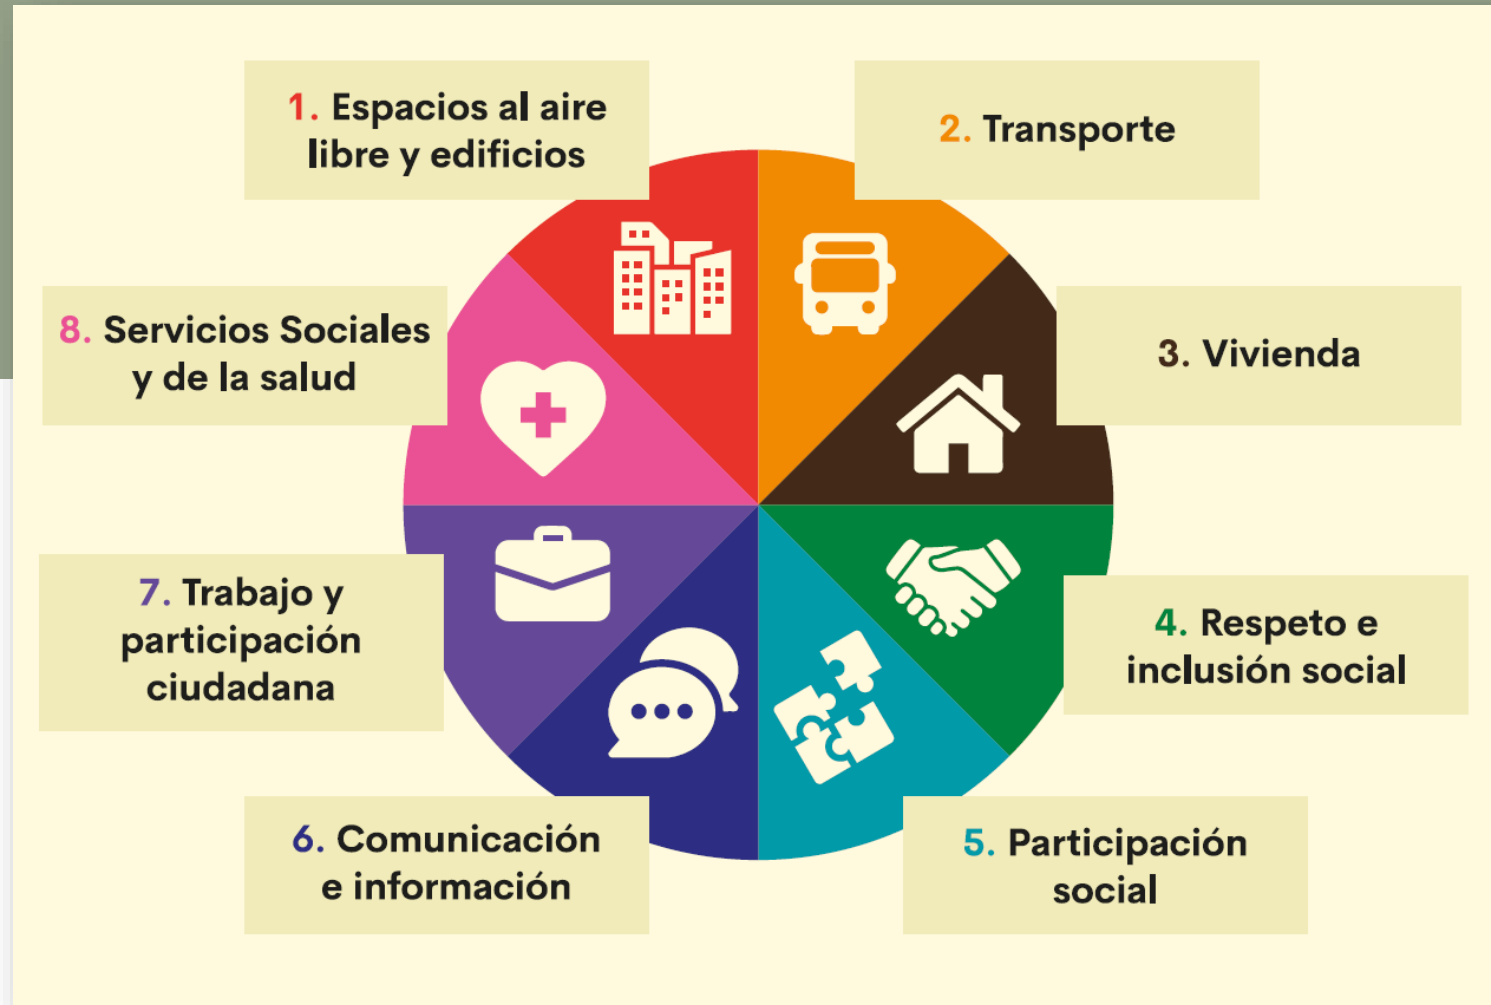 1. Espacios al aire
libre y edificios
2. Transporte
3. Vivienda
4. Respeto e
inclusión social
5. Participación
social
6. Comunicación
e información
7. Trabajo y
participación
ciudadana
8. Servicios Sociales
y de la salud